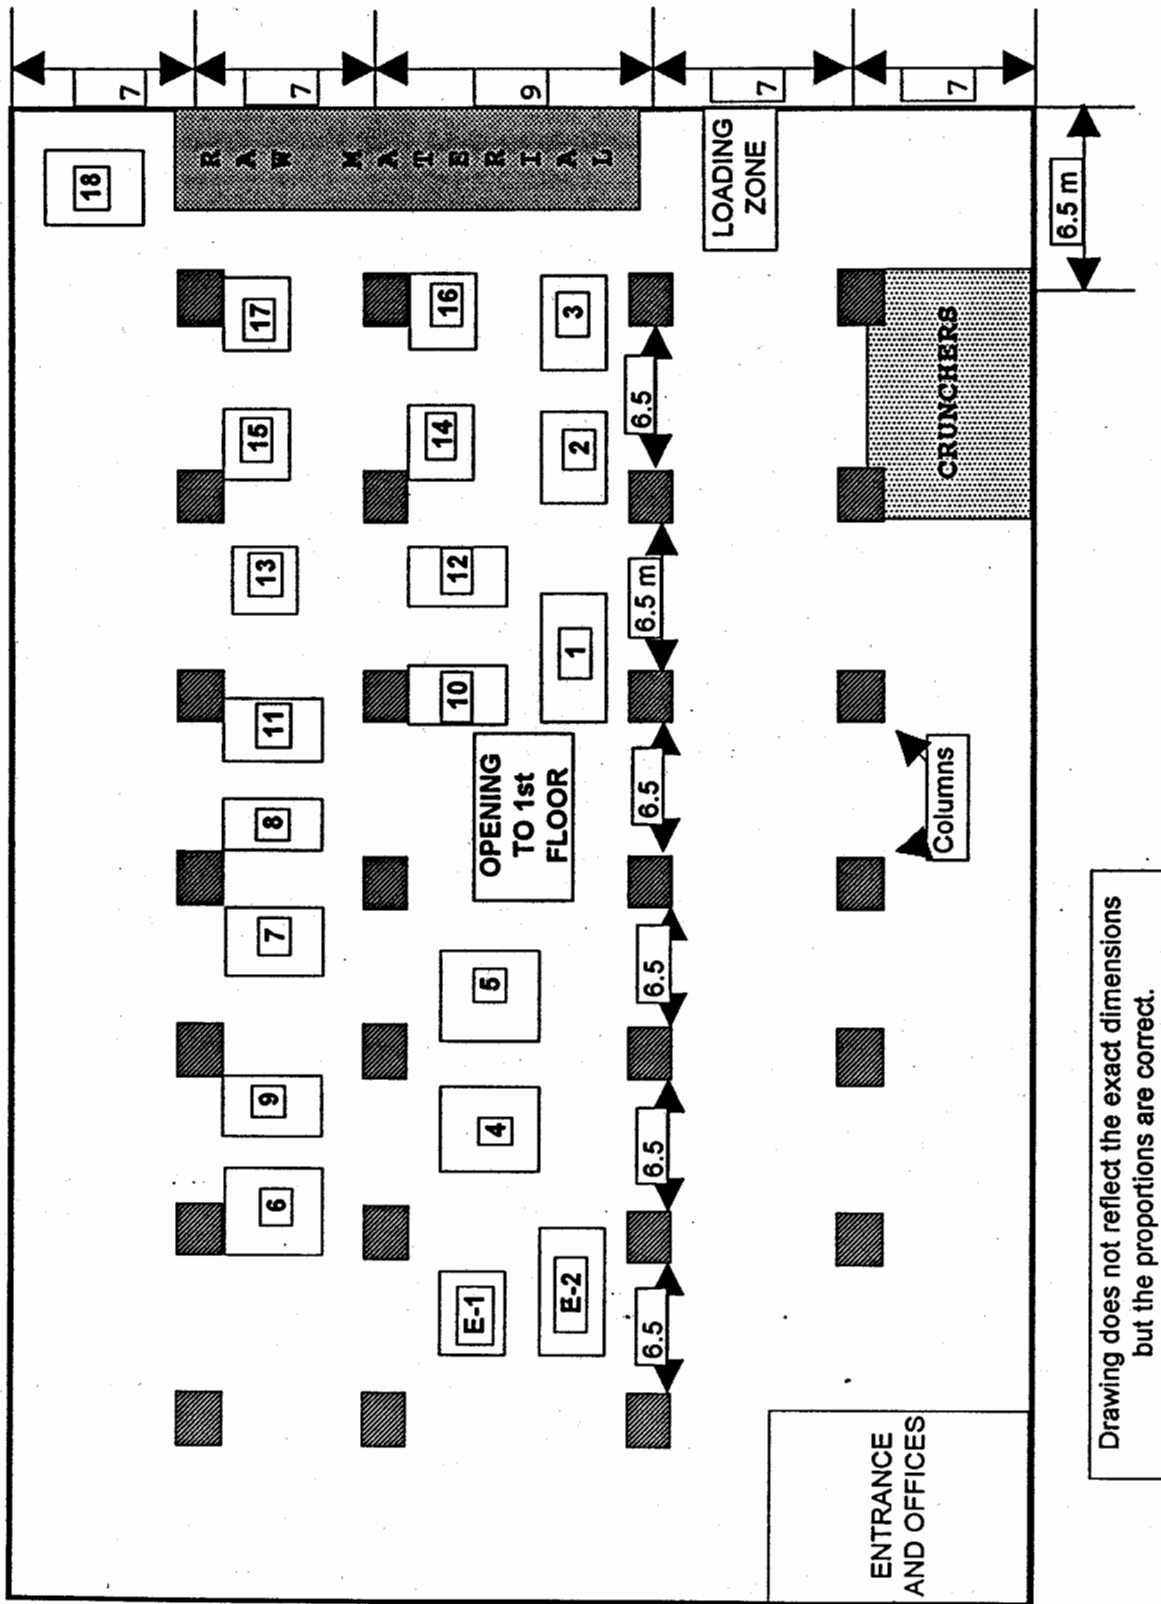 18
7
6
9
7
8
11
13
15
17
7
RAW MATERIAL
E-1
4
5
10
12
14
16
OPENING
TO 1st
FLOOR
E-2
1
2
3
9
6.5
6.5
6.5
6.5
6.5 m
6.5
LOADING
ZONE
7
ENTRANCE
AND OFFICES
Columns
CRUNCHERS
7
6.5 m
Drawing does not reflect the exact dimensions
but the proportions are correct.